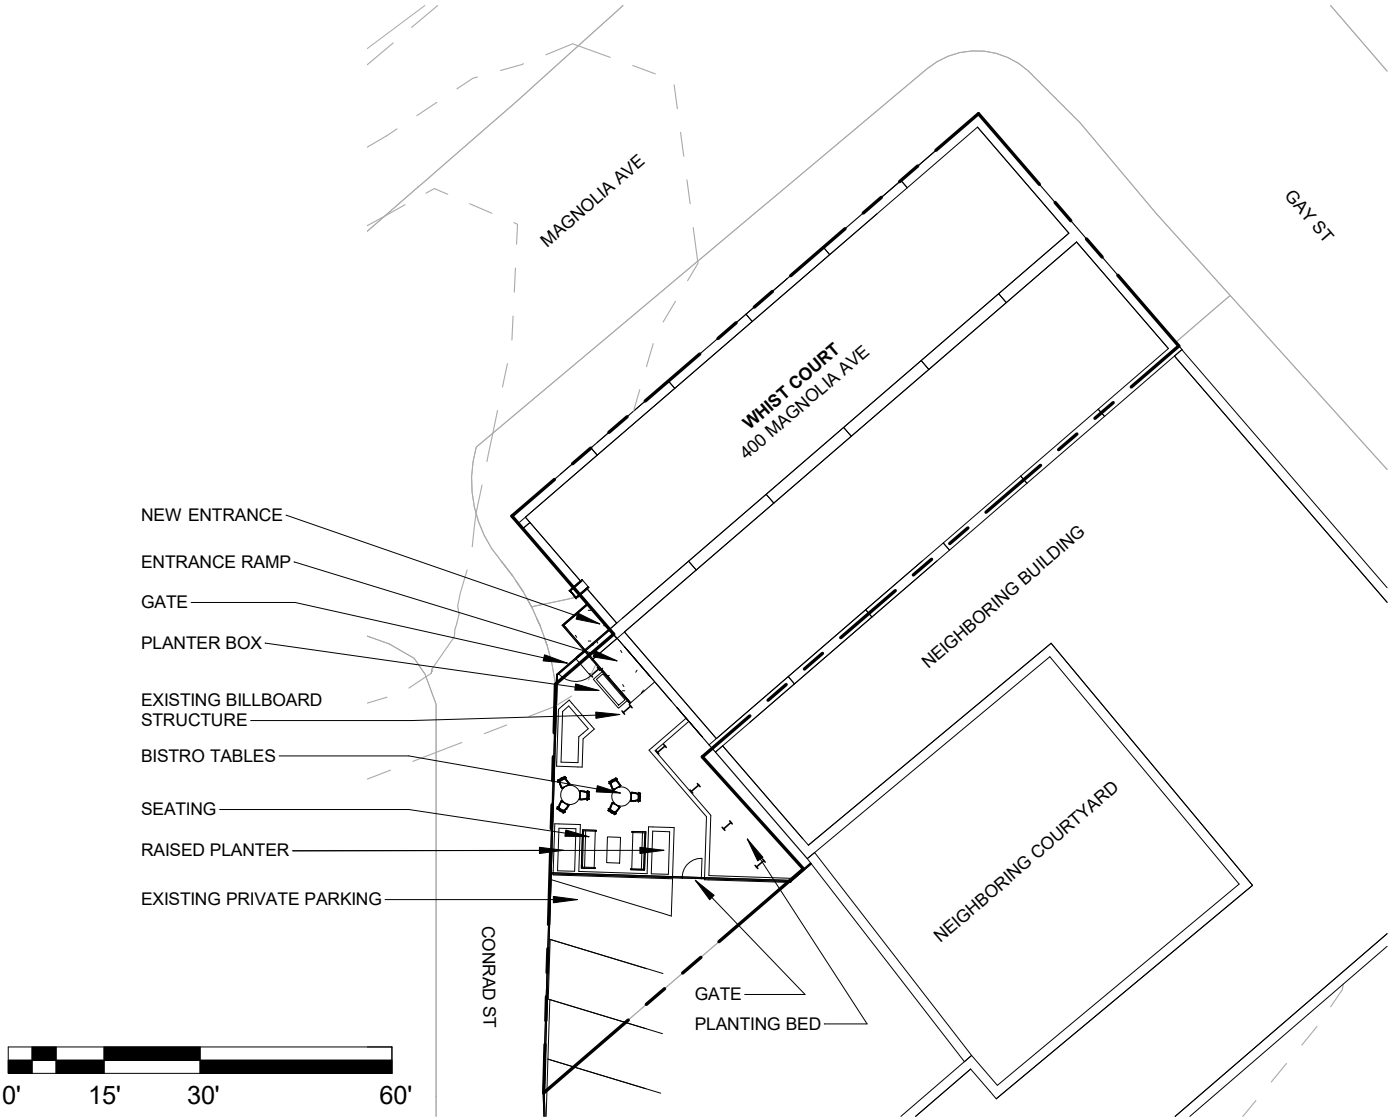 MAGNOLIA AVE
GAY ST
WHIST COURT
400 MAGNOLIA AVE
NEW ENTRANCE
ENTRANCE RAMP
GATE
PLANTER BOX
EXISTING BILLBOARD
STRUCTURE
BISTRO TABLES
SEATING
RAISED PLANTER
EXISTING PRIVATE PARKING
NEIGHBORING BUILDING
NEIGHBORING COURTYARD
CONRAD ST
GATE
PLANTING BED
0' 15' 30' 60'